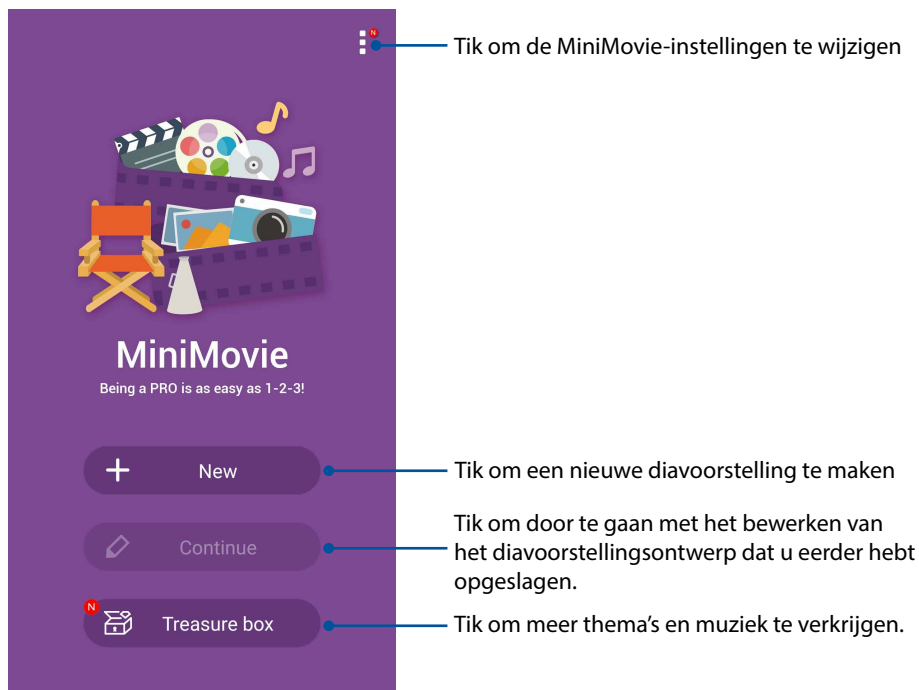 N
Tik om de MiniMovie-instellingen te wijzigen
MiniMovie
Being a PRO is as easy as 1-2-3!
New
Tik om een nieuwe diavoorstelling te maken
Continue
Tik om door te gaan met het bewerken van
het diavoorstellingsontwerp dat u eerder hebt
opgeslagen.
N
Treasure box
Tik om meer thema’s en muziek te verkrijgen.